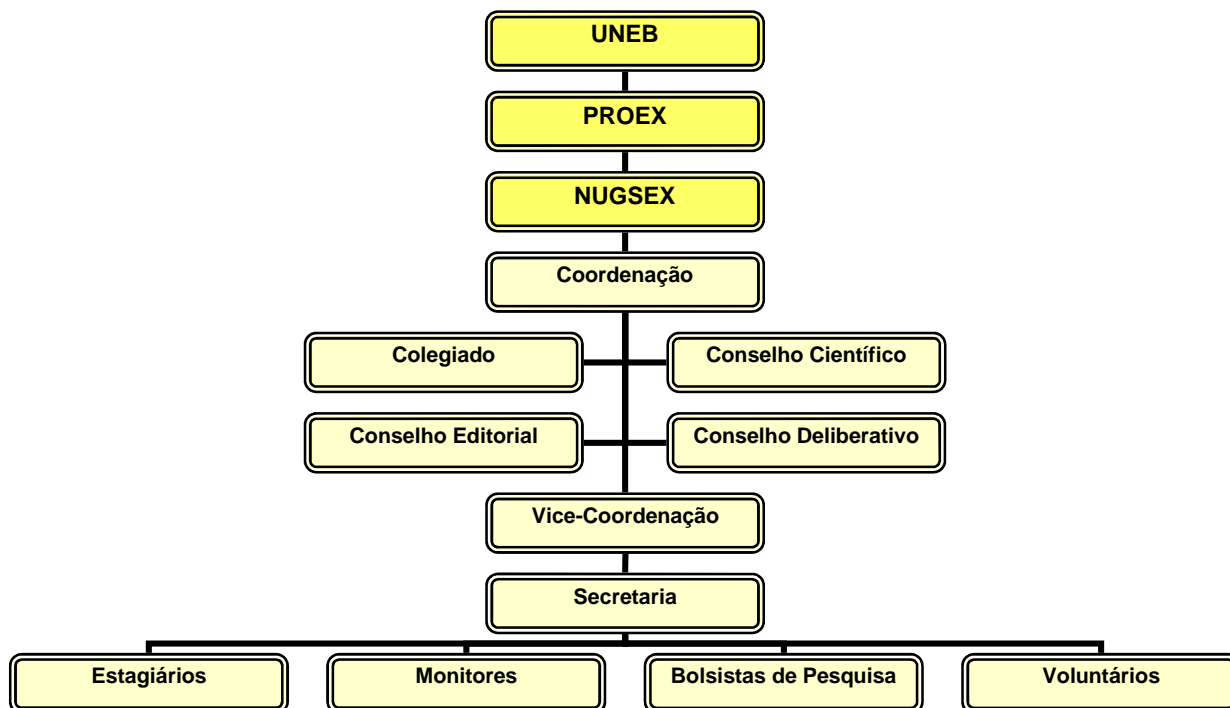 UNEB
PROEX
NUGSEX
Coordenação
Colegiado
Conselho Científico
Conselho Editorial
Conselho Deliberativo
Vice-Coordenação
Secretaria
Estagiários
Monitores
Bolsistas de Pesquisa
Voluntários